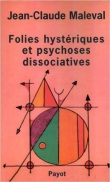 Jean-Claude Maleval
Folies hystériques
et psychoses
dissociatives
Payot